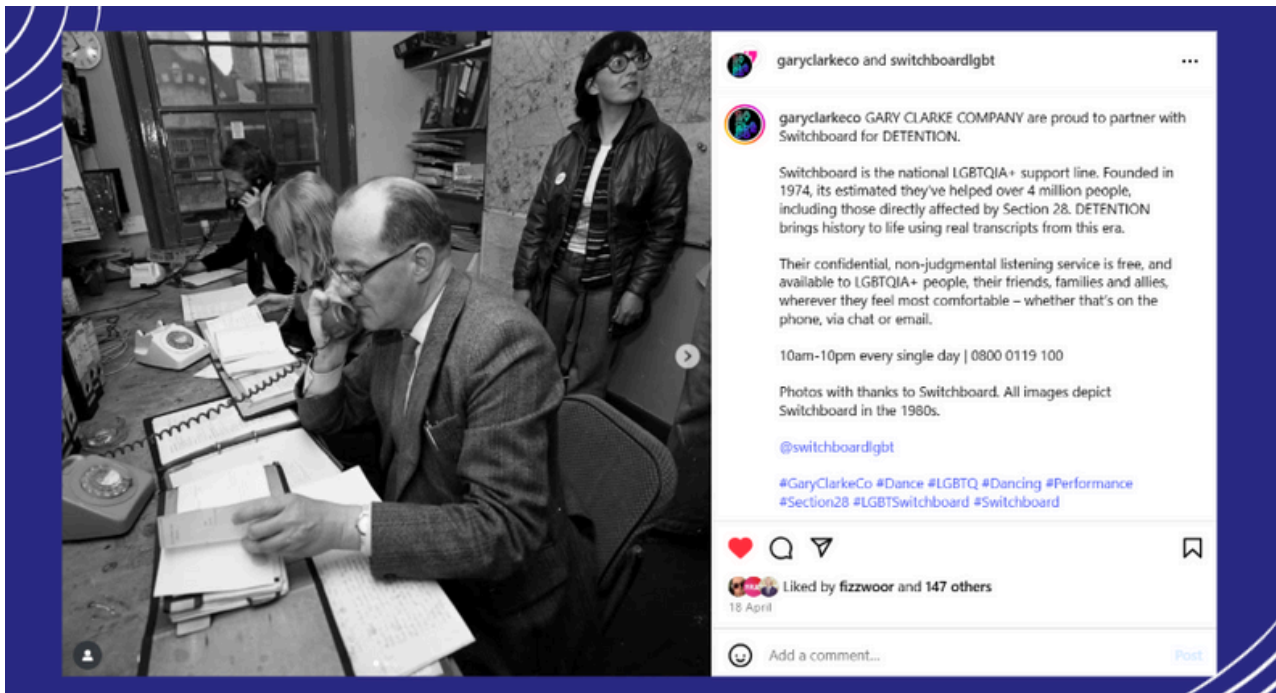 garyclarkeco and switchboardlgbt
garyclarkeco GARY CLARKE COMPANY are proud to partner with
Switchboard for DETENTION.
Switchboard is the national LGBTQIA+ support line. Founded in
1974, its estimated they've helped over 4 million people,
including those directly affected by Section 28. DETENTION
brings history to life using real transcripts from this era.
Their confidential, non-judgmental listening service is free, and
available to LGBTQIA+ people, their friends, families and allies,
wherever they feel most comfortable – whether that's on the
phone, via chat or email.
10am-10pm every single day | 0800 0119 100
Photos with thanks to Switchboard. All images depict
Switchboard in the 1980s.
@switchboardlgbt
#GaryClarkeCo #Dance #LGBTQ #Dancing #Performance
#Section28 #LGBTSwitchboard #Switchboard
Liked by fizzwoor and 147 others
18 April
Add a comment...
Post